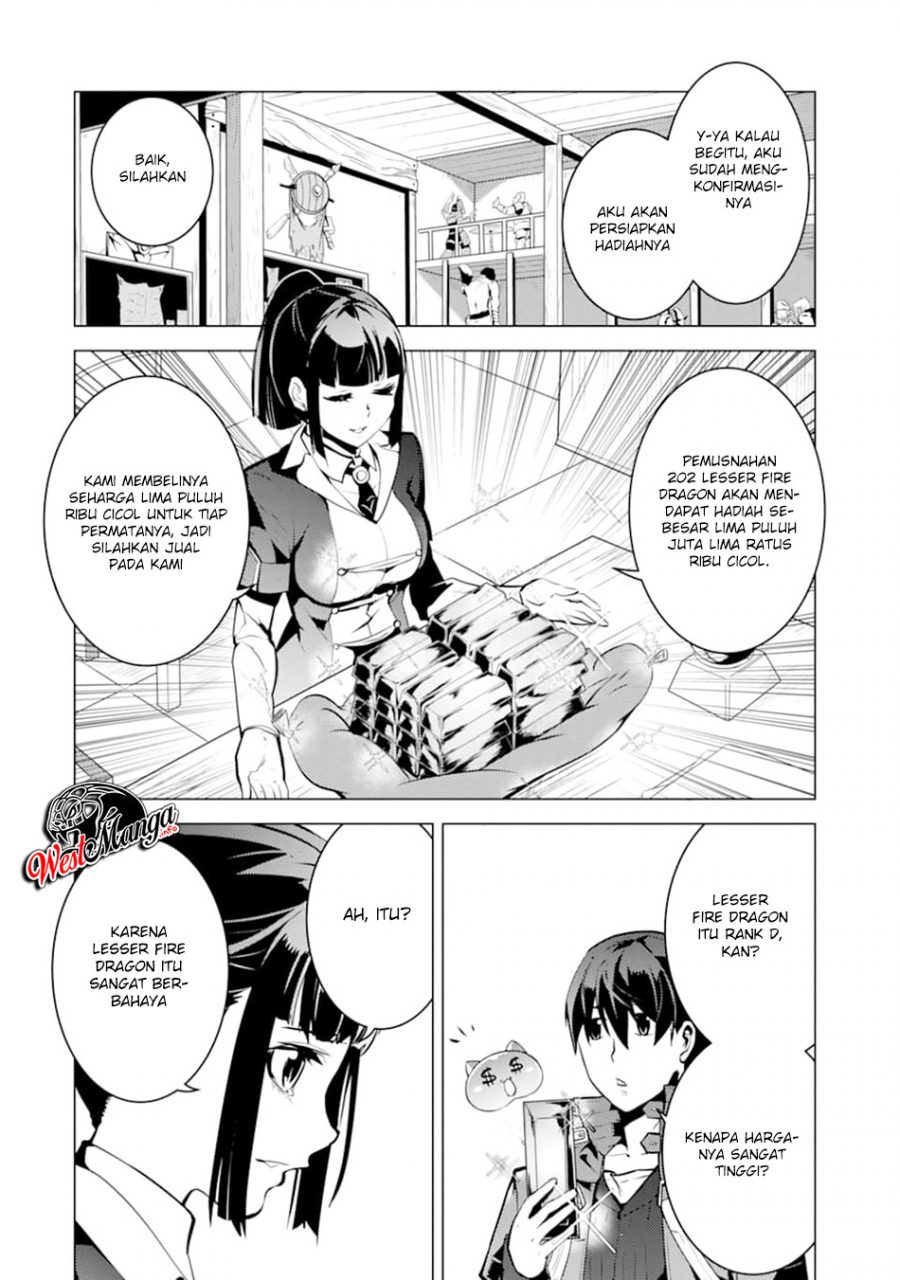 Y-YA KALAU
BEGITU, AKU
SUDAH MENG-
KONFIRMASI-
NYA
AKU AKAN
PERSIAPKAN
HADIAHNYA
BAIK,
SILAHKAN
PEMUSNAHAN
202 LESSER FIRE
DRAGON AKAN MEN-
DAPAT HADIAH SE-
BESAR LIMA PULUH
JUTA LIMA RATUS
RIBU CICOL.
KAMI MEMBELINYA
SEHARGA LIMA PULUH
RIBU CICOL UNTUK TIAP
PERMATANYA, JADI
SILAHKAN JUAL
PADA KAMI
LESSER
FIRE DRAGON
ITU RANK D,
KAN?
$ $
KENAPA HARGA-
NYA SANGAT
TINGGI?
AH, ITU?
KARENA
LESSER FIRE
DRAGON ITU
SANGAT BER-
BAHAYA
WestManga
.info